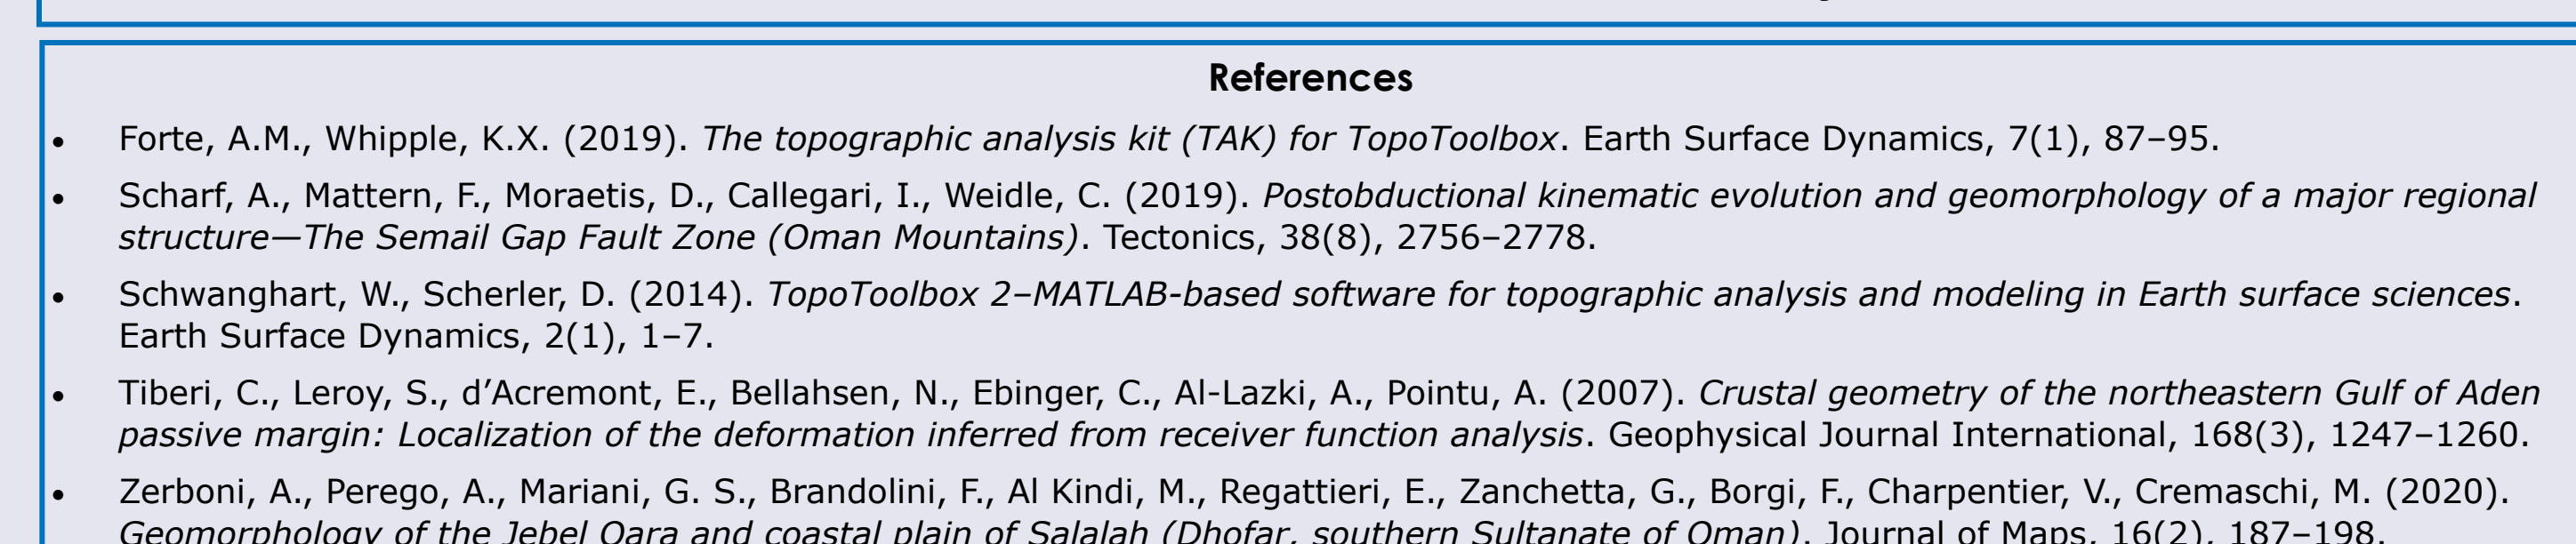 References
• Forte, A.M., Whipple, K.X. (2019). The topographic analysis kit (TAK) for TopoToolbox. Earth Surface Dynamics, 7(1), 87–95.
• Scharf, A., Mattern, F., Moraetis, D., Callegari, I., Weidle, C. (2019). Postobductional kinematic evolution and geomorphology of a major regional
structure—The Semail Gap Fault Zone (Oman Mountains). Tectonics, 38(8), 2756–2778.
• Schwanghart, W., Scherler, D. (2014). TopoToolbox 2–MATLAB-based software for topographic analysis and modeling in Earth surface sciences.
Earth Surface Dynamics, 2(1), 1–7.
• Tiberi, C., Leroy, S., d’Acremont, E., Bellahsen, N., Ebinger, C., Al-Lazki, A., Pointu, A. (2007). Crustal geometry of the northeastern Gulf of Aden
passive margin: Localization of the deformation inferred from receiver function analysis. Geophysical Journal International, 168(3), 1247–1260.
• Zerboni, A., Perego, A., Mariani, G. S., Brandolini, F., Al Kindi, M., Regattieri, E., Zanchetta, G., Borgi, F., Charpentier, V., Cremaschi, M. (2020).
Geomorphology of the Jebel Qara and coastal plain of Salalah (Dhofar, southern Sultanate of Oman). Journal of Maps, 16(2), 187–198.